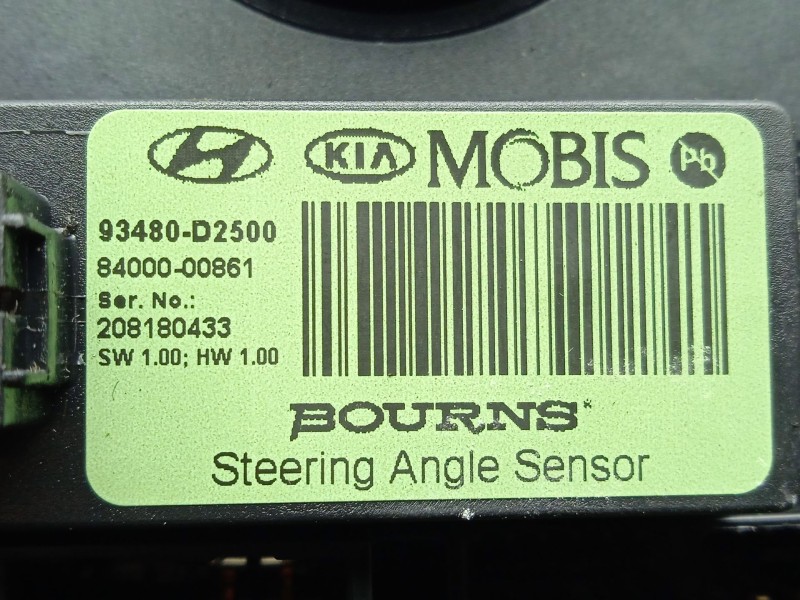 KIA MOBIS Pb
93480-D2500
84000-00861
Ser. No.:
208180433
SW 1.00; HW 1.00
BOURNS®
Steering Angle Sensor